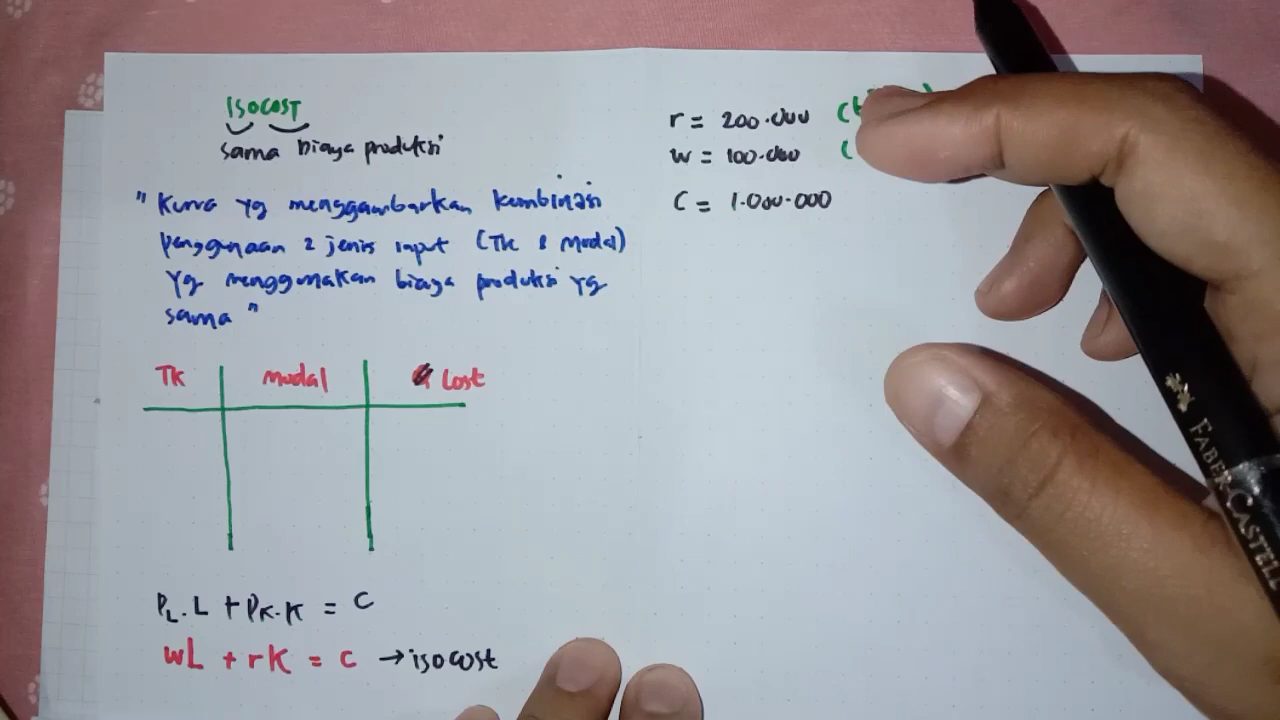 isocost
sama biaya produksi
" Kurva yg menggambarkan kombinasi
penggunaan 2 jenis input (Tk & Modal)
yg menggunakan biaya produksi yg
sama "
Tk modal Cost
PL.L + PK.K = C
wL + rK = C → isocost
r = 200.000 (
w = 100.000 (
C = 1.000.000
FABER-CASTELL